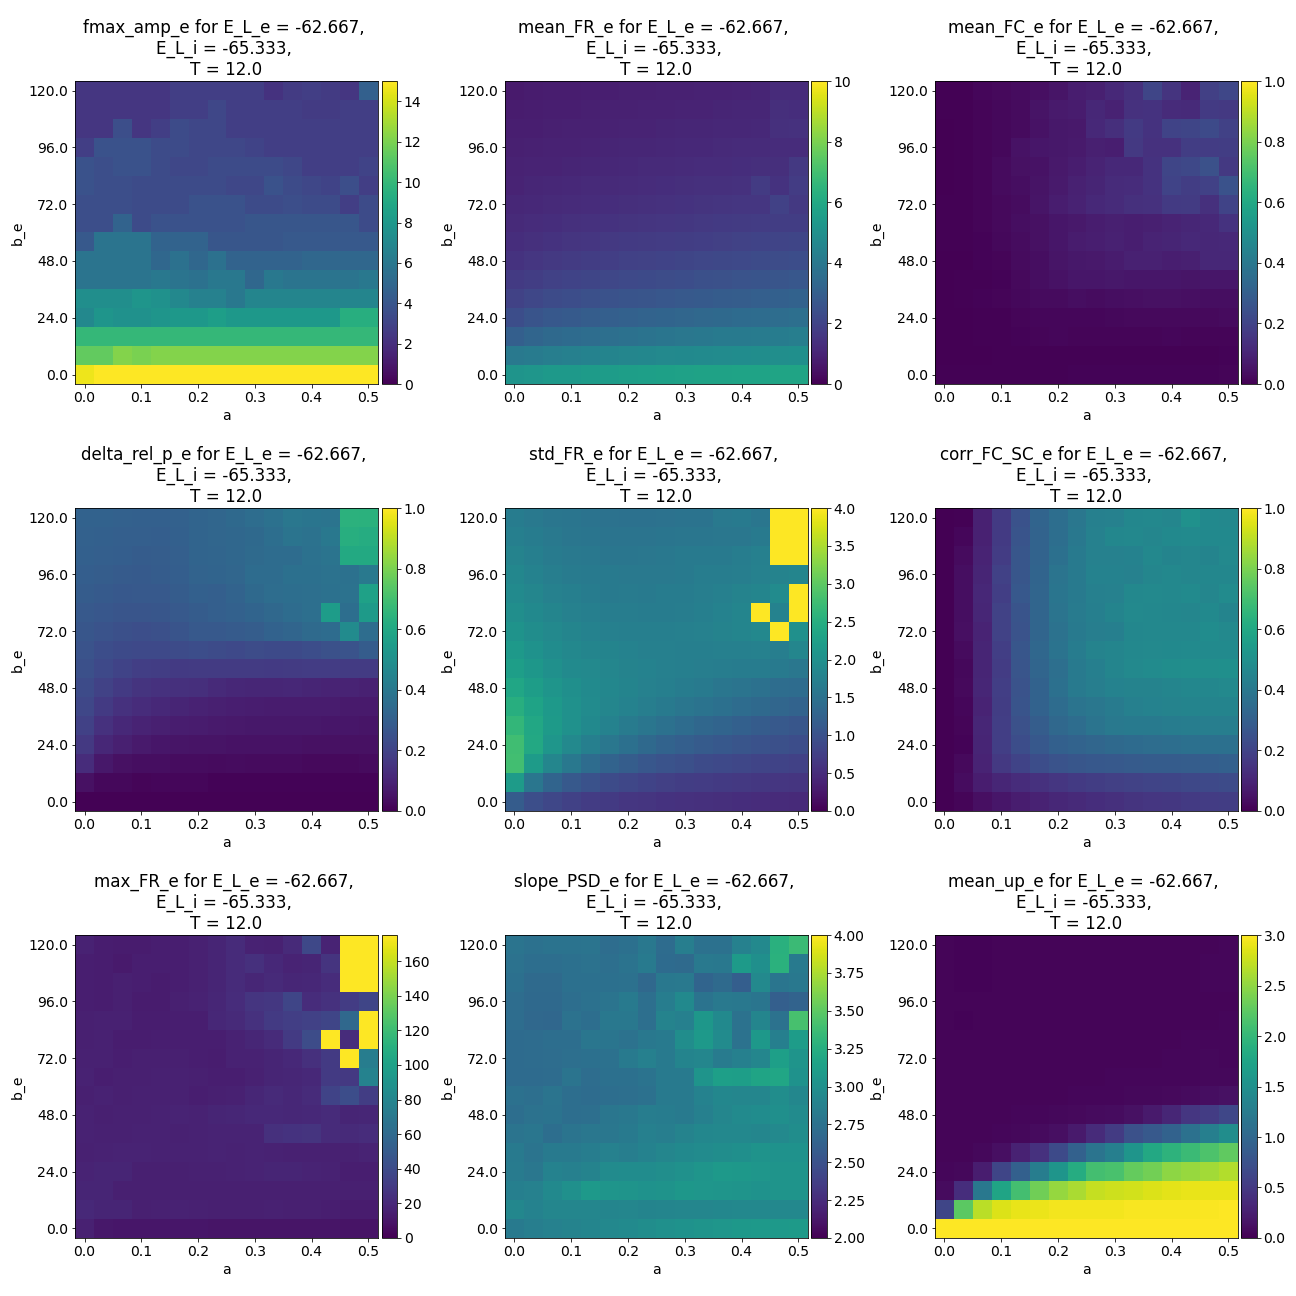 fmax_amp_e for E_L_e = -62.667,
E_L_i = -65.333,
T = 12.0
120.0
96.0
72.0
48.0
24.0
0.0
b_e
0.0 0.1 0.2 0.3 0.4 0.5
a
14
12
10
8
6
4
2
0
mean_FR_e for E_L_e = -62.667,
E_L_i = -65.333,
T = 12.0
120.0
96.0
72.0
48.0
24.0
0.0
b_e
0.0 0.1 0.2 0.3 0.4 0.5
a
10
8
6
4
2
0
mean_FC_e for E_L_e = -62.667,
E_L_i = -65.333,
T = 12.0
120.0
96.0
72.0
48.0
24.0
0.0
b_e
0.0 0.1 0.2 0.3 0.4 0.5
a
1.0
0.8
0.6
0.4
0.2
0.0
delta_rel_p_e for E_L_e = -62.667,
E_L_i = -65.333,
T = 12.0
120.0
96.0
72.0
48.0
24.0
0.0
b_e
0.0 0.1 0.2 0.3 0.4 0.5
a
1.0
0.8
0.6
0.4
0.2
0.0
std_FR_e for E_L_e = -62.667,
E_L_i = -65.333,
T = 12.0
120.0
96.0
72.0
48.0
24.0
0.0
b_e
0.0 0.1 0.2 0.3 0.4 0.5
a
4.0
3.5
3.0
2.5
2.0
1.5
1.0
0.5
0.0
corr_FC_SC_e for E_L_e = -62.667,
E_L_i = -65.333,
T = 12.0
120.0
96.0
72.0
48.0
24.0
0.0
b_e
0.0 0.1 0.2 0.3 0.4 0.5
a
1.0
0.8
0.6
0.4
0.2
0.0
max_FR_e for E_L_e = -62.667,
E_L_i = -65.333,
T = 12.0
120.0
96.0
72.0
48.0
24.0
0.0
b_e
0.0 0.1 0.2 0.3 0.4 0.5
a
160
140
120
100
80
60
40
20
0
slope_PSD_e for E_L_e = -62.667,
E_L_i = -65.333,
T = 12.0
120.0
96.0
72.0
48.0
24.0
0.0
b_e
0.0 0.1 0.2 0.3 0.4 0.5
a
4.00
3.75
3.50
3.25
3.00
2.75
2.50
2.25
2.00
mean_up_e for E_L_e = -62.667,
E_L_i = -65.333,
T = 12.0
120.0
96.0
72.0
48.0
24.0
0.0
b_e
0.0 0.1 0.2 0.3 0.4 0.5
a
3.0
2.5
2.0
1.5
1.0
0.5
0.0